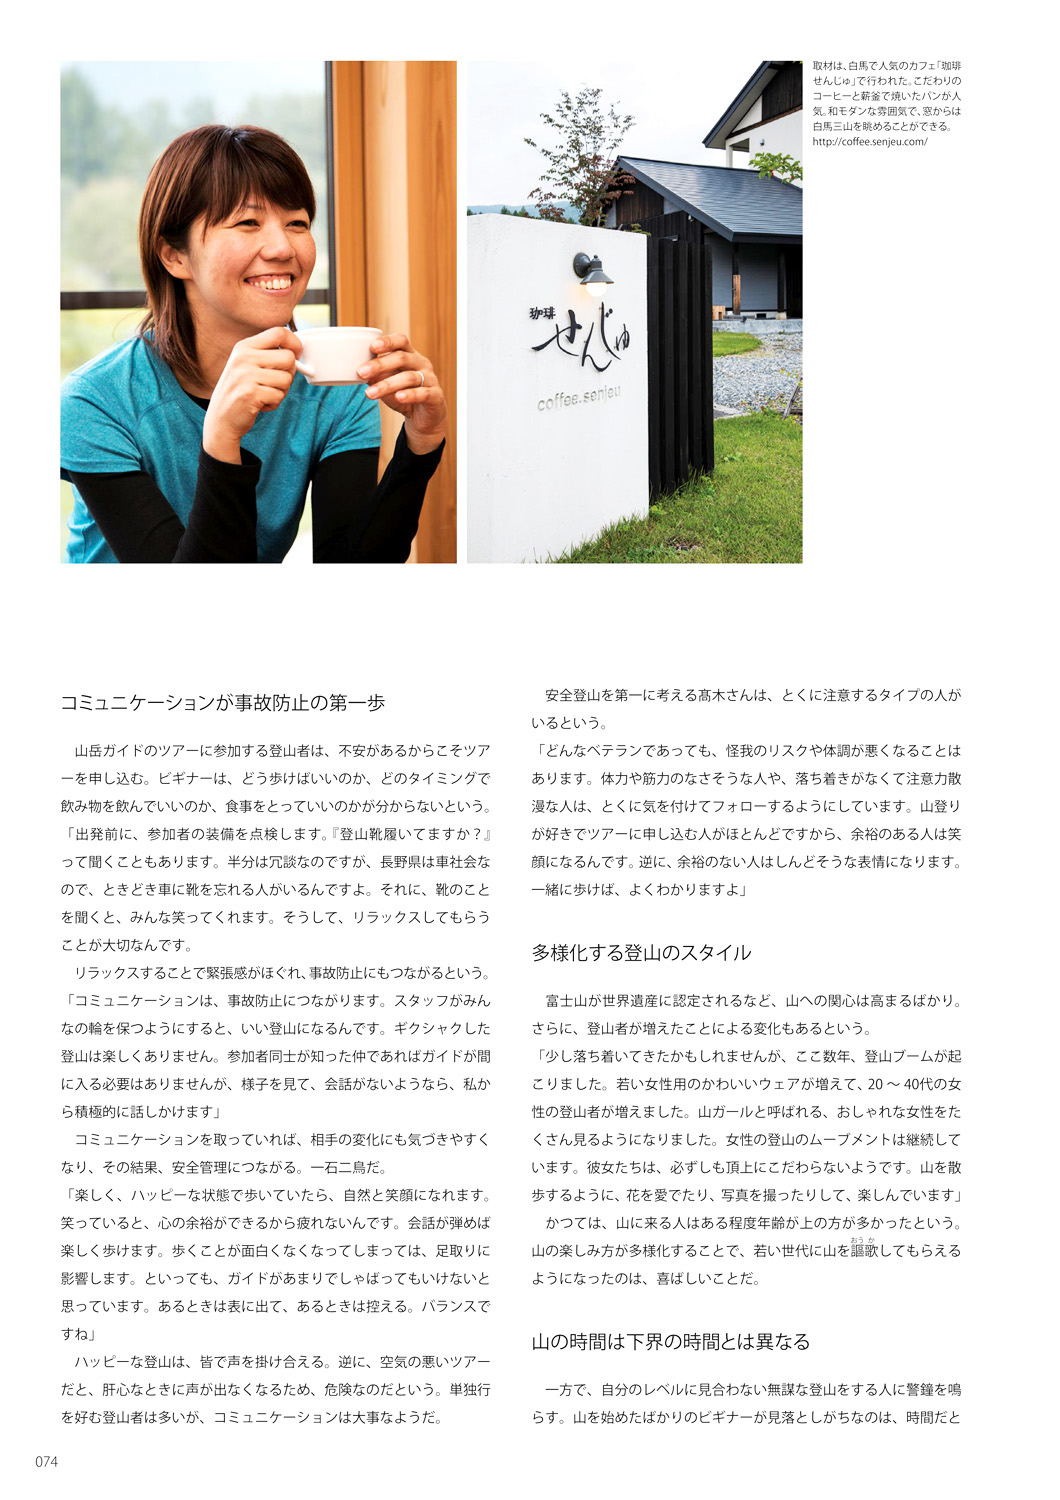 取材は、白馬で人気のカフェ「珈琲
せんじゅ」で行われた。こだわりの
コーヒーと薪釜で焼いたパンが人
気。和モダンな雰囲気で、窓からは
白馬三山を眺めることができる。
http://coffee.senjeu.com/
珈琲
せんじゅ
coffee.senjeu
コミュニケーションが事故防止の第一歩
山岳ガイドのツアーに参加する登山者は、不安があるからこそツア
ーを申し込む。ビギナーは、どう歩けばいいのか、どのタイミングで
飲み物を飲んでいいのか、食事をとっていいのかが分からないという。
「出発前に、参加者の装備を点検します。『登山靴履いてますか？』
って聞くこともあります。半分は冗談なのですが、長野県は車社会な
ので、ときどき車に靴を忘れる人がいるんですよ。それに、靴のこと
を聞くと、みんな笑ってくれます。そうして、リラックスしてもらう
ことが大切なんです。
リラックスすることで緊張感がほぐれ、事故防止にもつながるという。
「コミュニケーションは、事故防止につながります。スタッフがみん
なの輪を保つようにすると、いい登山になるんです。ギクシャクした
登山は楽しくありません。参加者同士が知った仲であればガイドが間
に入る必要はありませんが、様子を見て、会話がないようなら、私か
ら積極的に話しかけます」
コミュニケーションを取っていれば、相手の変化にも気づきやすく
なり、その結果、安全管理につながる。一石二鳥だ。
「楽しく、ハッピーな状態で歩いていたら、自然と笑顔になれます。
笑っていると、心の余裕ができるから疲れないんです。会話が弾めば
楽しく歩けます。歩くことが面白くなくなってしまっては、足取りに
影響します。といっても、ガイドがあまりでしゃばってもいけないと
思っています。あるときは表に出て、あるときは控える。バランスで
すね」
ハッピーな登山は、皆で声を掛け合える。逆に、空気の悪いツアー
だと、肝心なときに声が出なくなるため、危険なのだという。単独行
を好む登山者は多いが、コミュニケーションは大事なようだ。
安全登山を第一に考える髙木さんは、とくに注意するタイプの人が
いるという。
「どんなベテランであっても、怪我のリスクや体調が悪くなることは
あります。体力や筋力のなさそうな人や、落ち着きがなくて注意力散
漫な人は、とくに気を付けてフォローするようにしています。山登り
が好きでツアーに申し込む人がほとんどですから、余裕のある人は笑
顔になるんです。逆に、余裕のない人はしんどそうな表情になります。
一緒に歩けば、よくわかりますよ」
多様化する登山のスタイル
富士山が世界遺産に認定されるなど、山への関心は高まるばかり。
さらに、登山者が増えたことによる変化もあるという。
「少し落ち着いてきたかもしれませんが、ここ数年、登山ブームが起
こりました。若い女性用のかわいいウェアが増えて、20 〜 40代の女
性の登山者が増えました。山ガールと呼ばれる、おしゃれな女性をた
くさん見るようになりました。女性の登山のムーブメントは継続して
います。彼女たちは、必ずしも頂上にこだわらないようです。山を散
歩するように、花を愛でたり、写真を撮ったりして、楽しんでいます」
かつては、山に来る人はある程度年齢が上の方が多かったという。
おうか
山の楽しみ方が多様化することで、若い世代に山を謳歌してもらえる
ようになったのは、喜ばしいことだ。
山の時間は下界の時間とは異なる
一方で、自分のレベルに見合わない無謀な登山をする人に警鐘を鳴
らす。山を始めたばかりのビギナーが見落としがちなのは、時間だと
074